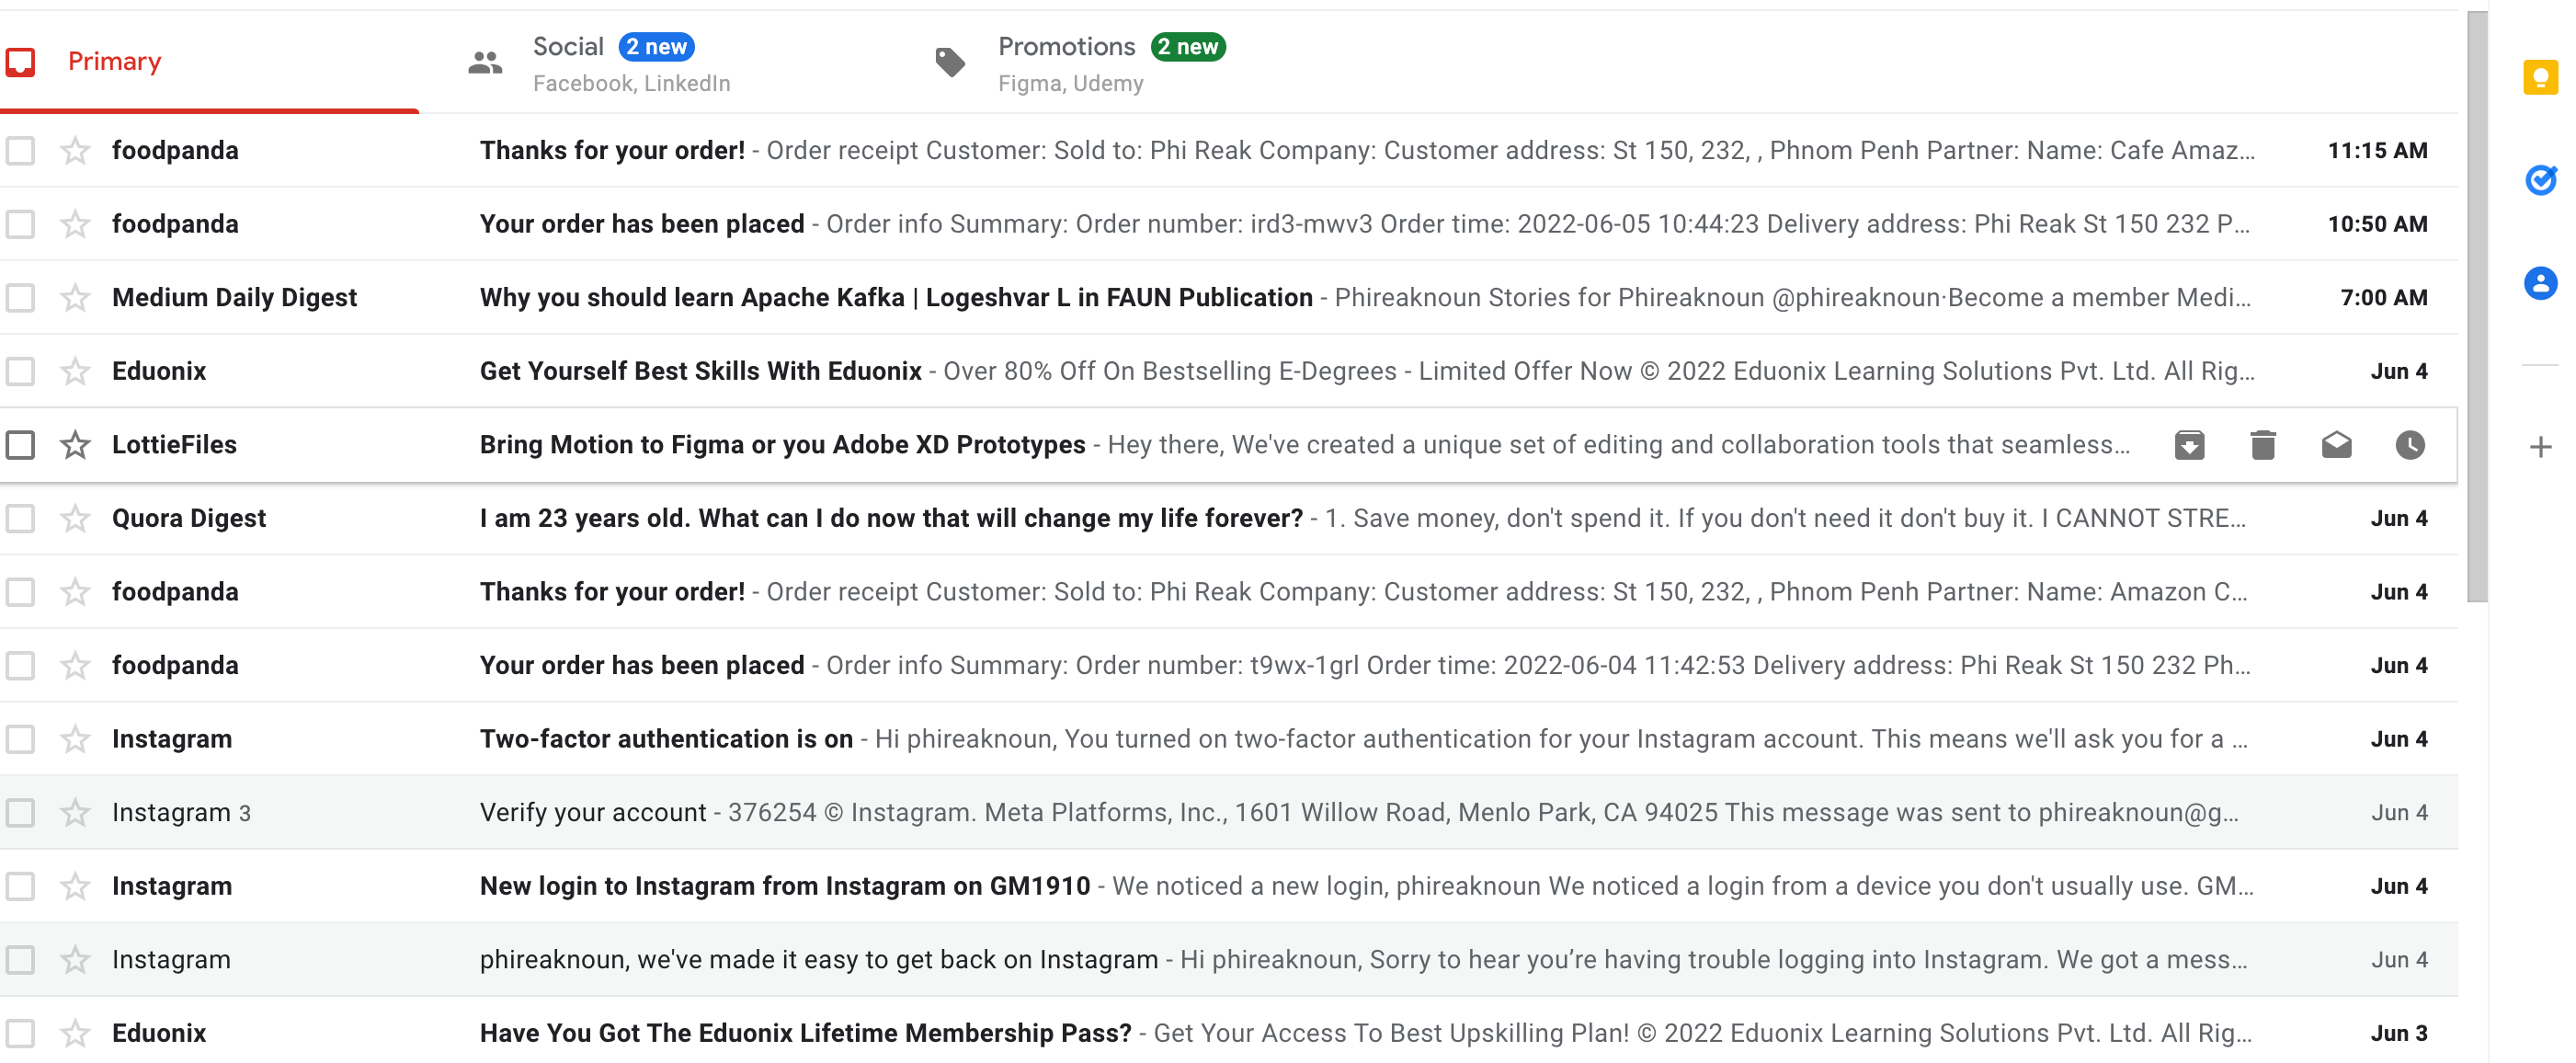 Primary
Social 2 new
Facebook, LinkedIn
Promotions 2 new
Figma, Udemy
foodpanda Thanks for your order! - Order receipt Customer: Sold to: Phi Reak Company: Customer address: St 150, 232, , Phnom Penh Partner: Name: Cafe Amaz... 11:15 AM
foodpanda Your order has been placed - Order info Summary: Order number: ird3-mwv3 Order time: 2022-06-05 10:44:23 Delivery address: Phi Reak St 150 232 P... 10:50 AM
Medium Daily Digest Why you should learn Apache Kafka | Logeshvar L in FAUN Publication - Phireaknoun Stories for Phireaknoun @phireaknoun·Become a member Medi... 7:00 AM
Eduonix Get Yourself Best Skills With Eduonix - Over 80% Off On Bestselling E-Degrees - Limited Offer Now © 2022 Eduonix Learning Solutions Pvt. Ltd. All Rig... Jun 4
LottieFiles Bring Motion to Figma or you Adobe XD Prototypes - Hey there, We've created a unique set of editing and collaboration tools that seamless...
Quora Digest I am 23 years old. What can I do now that will change my life forever? - 1. Save money, don't spend it. If you don't need it don't buy it. I CANNOT STRE... Jun 4
foodpanda Thanks for your order! - Order receipt Customer: Sold to: Phi Reak Company: Customer address: St 150, 232, , Phnom Penh Partner: Name: Amazon C... Jun 4
foodpanda Your order has been placed - Order info Summary: Order number: t9wx-1grl Order time: 2022-06-04 11:42:53 Delivery address: Phi Reak St 150 232 Ph... Jun 4
Instagram Two-factor authentication is on - Hi phireaknoun, You turned on two-factor authentication for your Instagram account. This means we'll ask you for a ... Jun 4
Instagram 3 Verify your account - 376254 © Instagram. Meta Platforms, Inc., 1601 Willow Road, Menlo Park, CA 94025 This message was sent to phireaknoun@g... Jun 4
Instagram New login to Instagram from Instagram on GM1910 - We noticed a new login, phireaknoun We noticed a login from a device you don't usually use. GM... Jun 4
Instagram phireaknoun, we've made it easy to get back on Instagram - Hi phireaknoun, Sorry to hear you’re having trouble logging into Instagram. We got a mess... Jun 4
Eduonix Have You Got The Eduonix Lifetime Membership Pass? - Get Your Access To Best Upskilling Plan! © 2022 Eduonix Learning Solutions Pvt. Ltd. All Rig... Jun 3